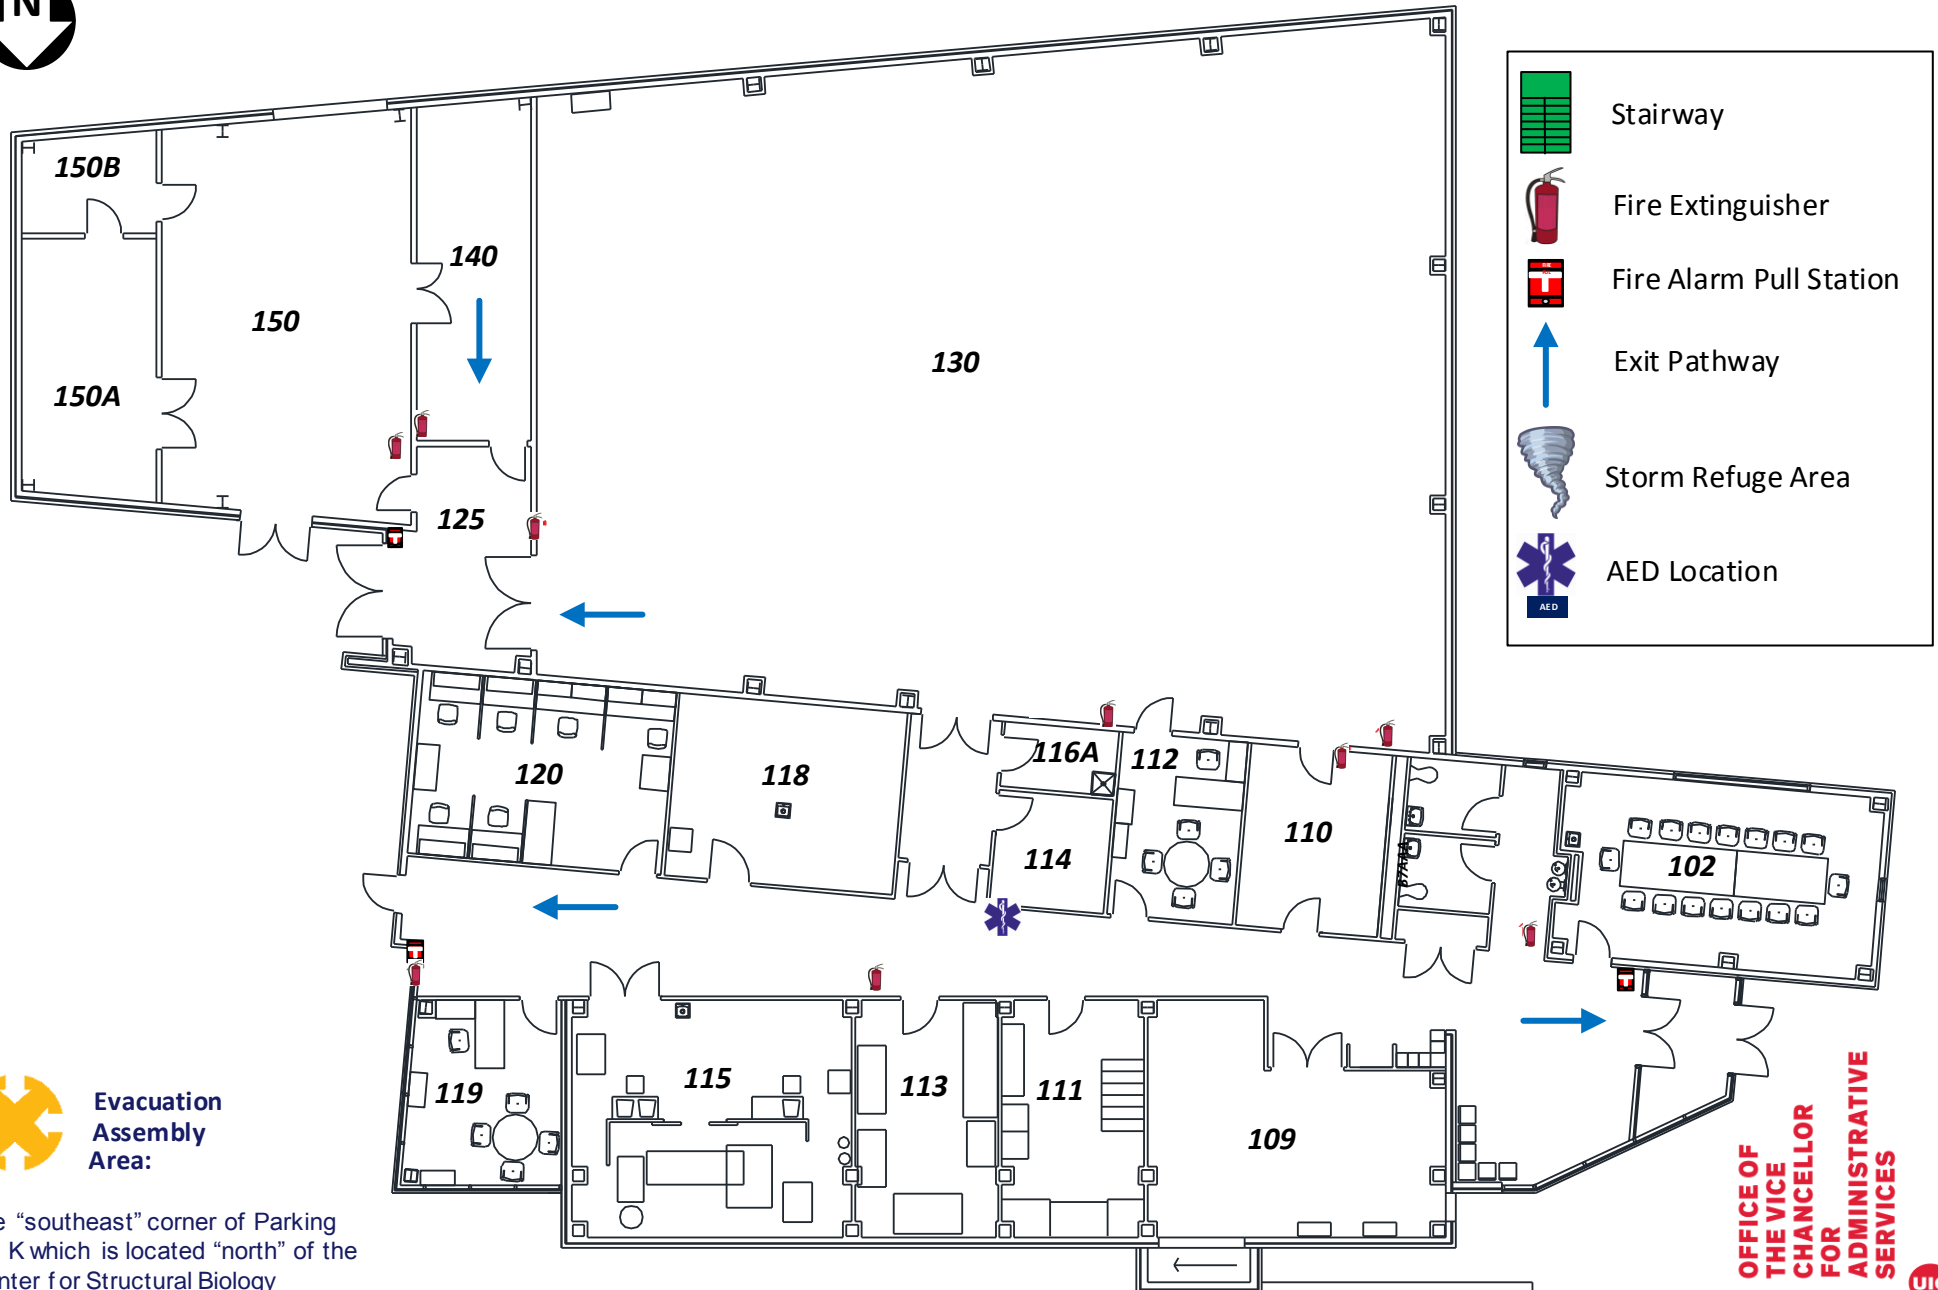 N
150B
140
150
150A
130
125
120
118
116A
112
114
110
102
119
115
113
111
109
Stairway
Fire Extinguisher
Fire Alarm Pull Station
Exit Pathway
Storm Refuge Area
AED Location
AED
Evacuation
Assembly
Area:
“southeast” corner of Parking
K which is located “north” of the
for Structural Biology
OFFICE OF
THE VICE
CHANCELLOR
FOR
ADMINISTRATIVE
SERVICES